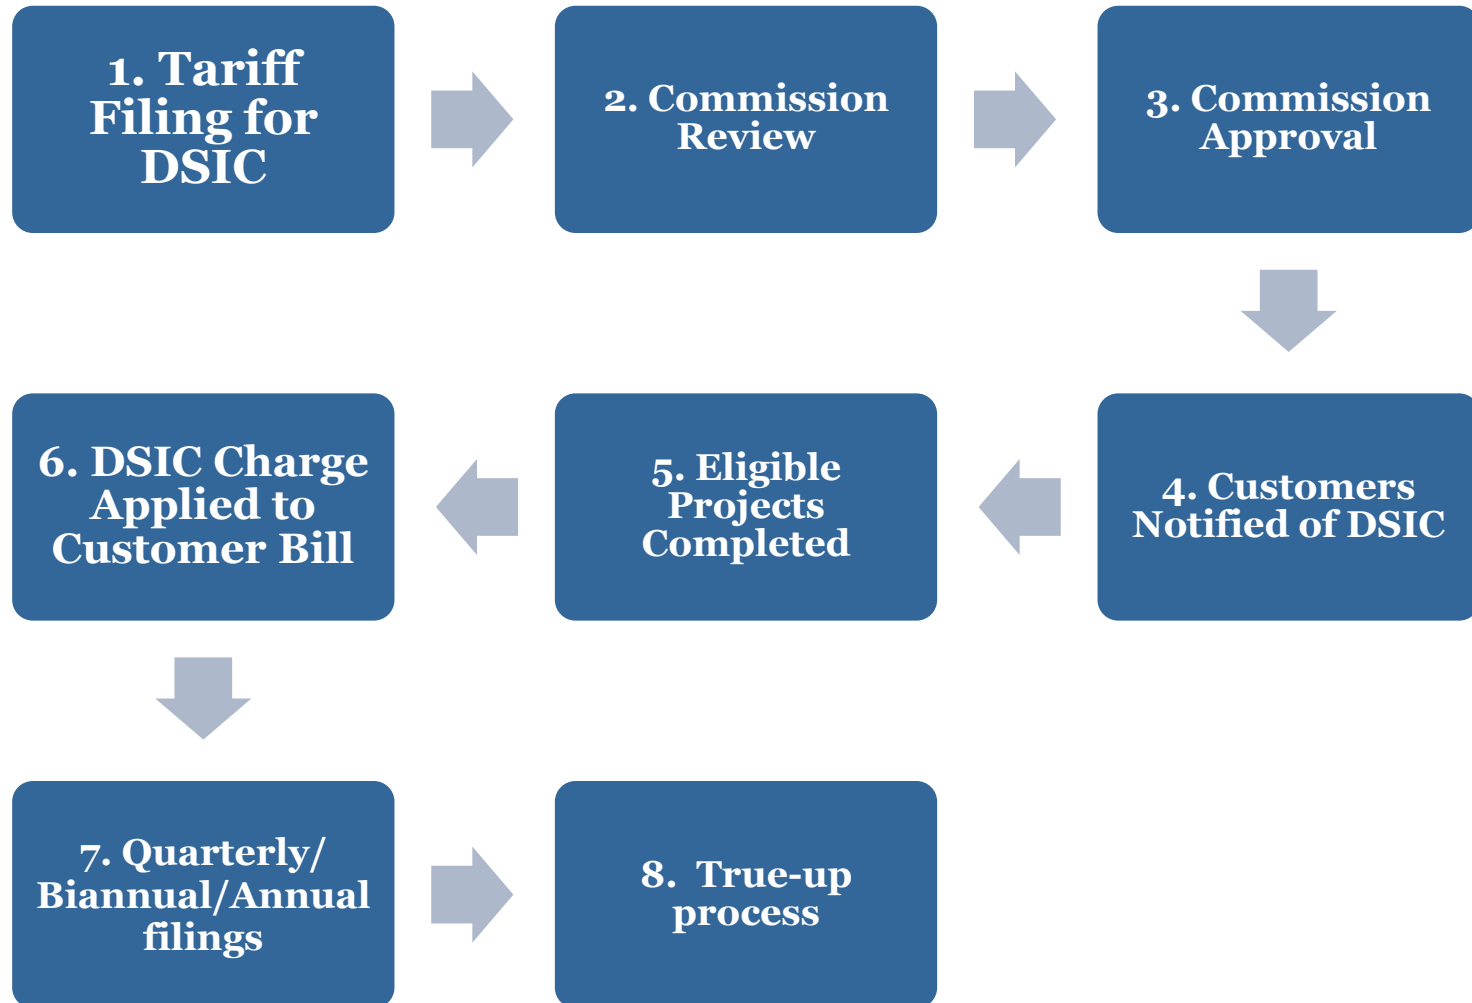 1. Tariff
Filing for
DSIC
2. Commission
Review
3. Commission
Approval
4. Customers
Notified of DSIC
5. Eligible
Projects
Completed
6. DSIC Charge
Applied to
Customer Bill
7. Quarterly/
Biannual/Annual
filings
8. True-up
process